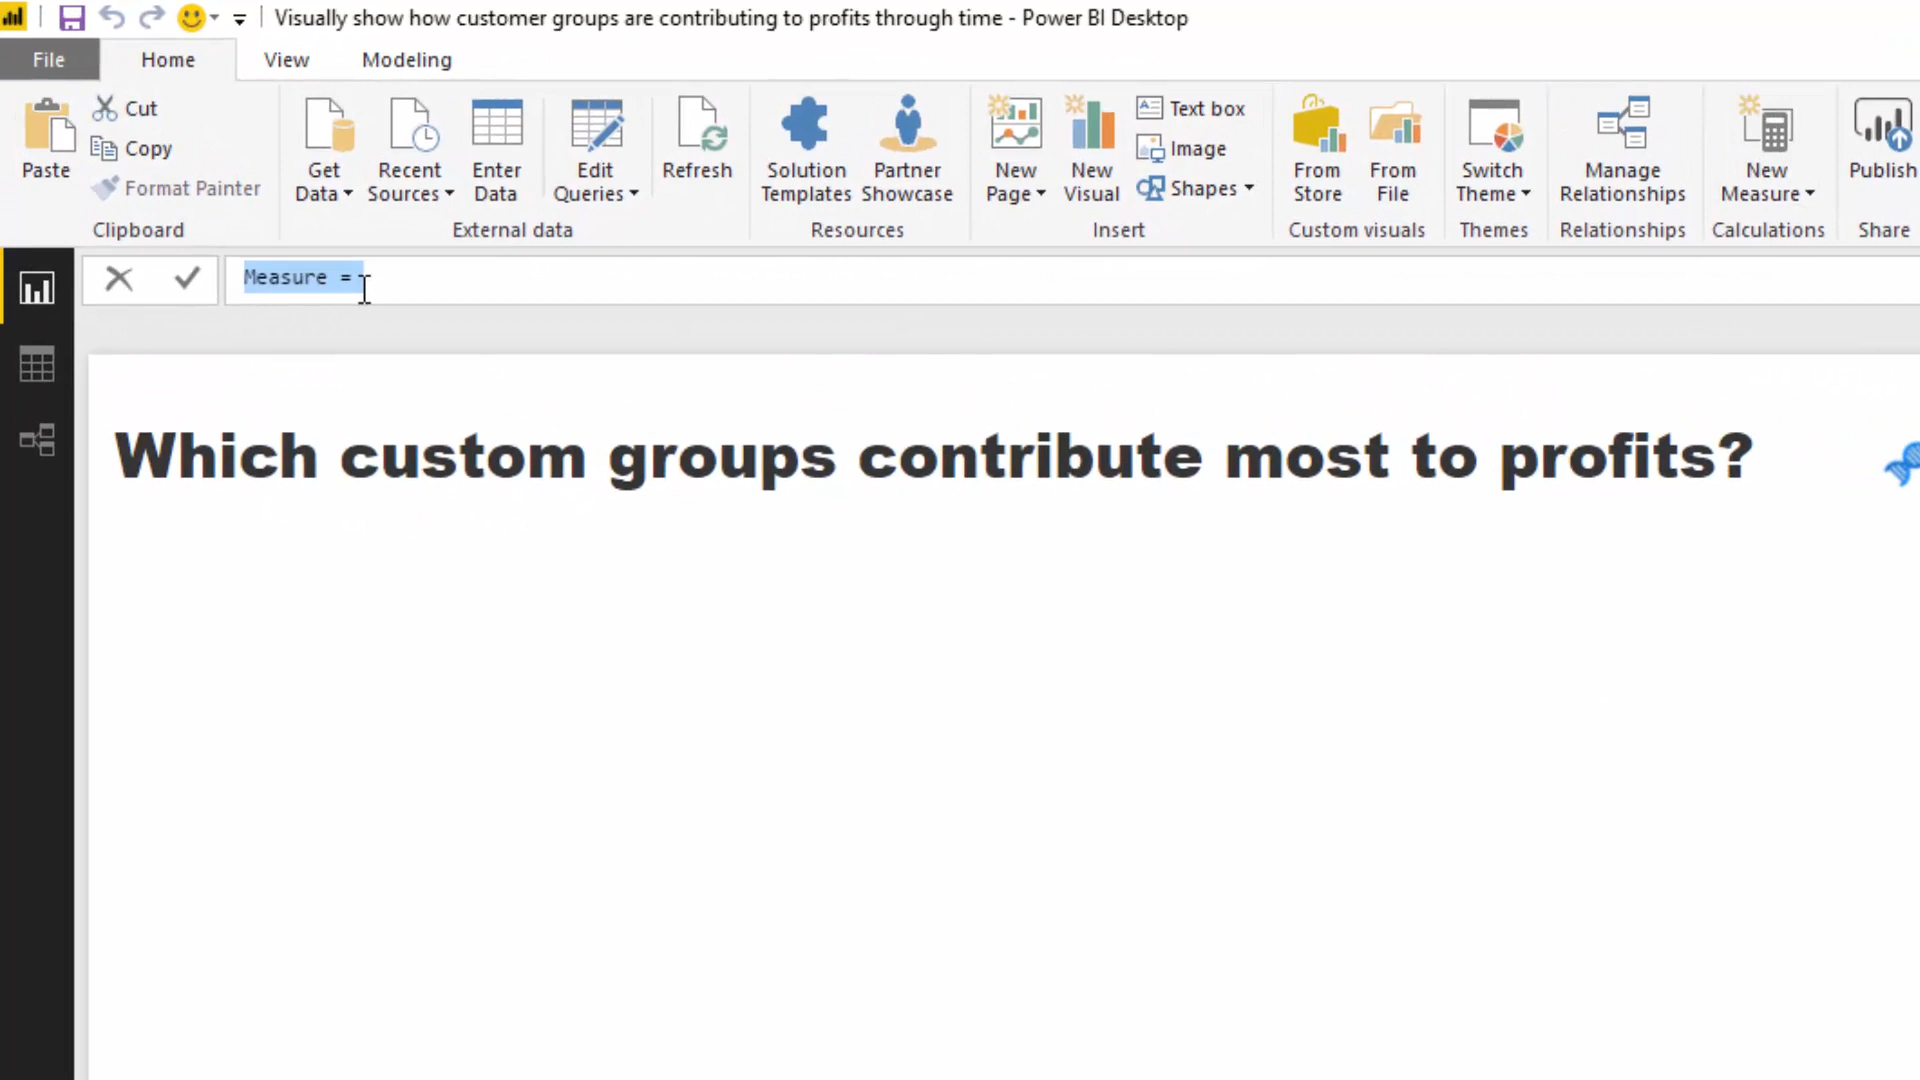 Visually show how customer groups are contributing to profits through time - Power BI Desktop
File Home View Modeling
Paste
Cut
Copy
Format Painter
Clipboard
Get Data
Recent Sources
Enter Data
Edit Queries
Refresh
External data
Solution Templates
Partner Showcase
Resources
New Page
New Visual
Text box
Image
Shapes
Insert
From Store
From File
Custom visuals
Switch Theme
Themes
Manage Relationships
Relationships
New Measure
Calculations
Publish
Share
Measure =
Which custom groups contribute most to profits?